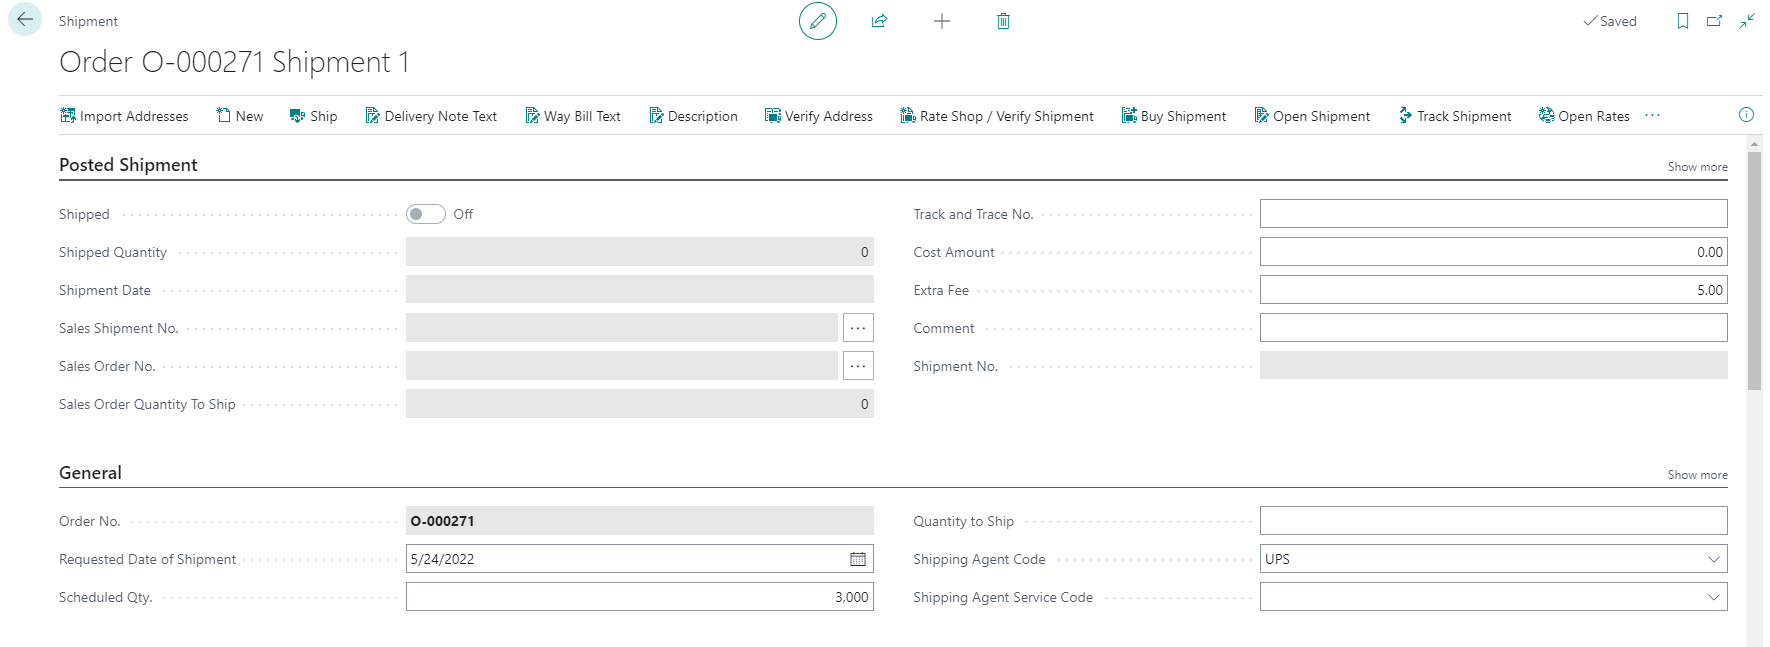 Shipment
Saved
Order O-000271 Shipment 1
Import Addresses New Ship Delivery Note Text Way Bill Text Description Verify Address Rate Shop / Verify Shipment Buy Shipment Open Shipment Track Shipment Open Rates ...
Posted Shipment
Show more
Shipped Off
Shipped Quantity 0
Shipment Date
Sales Shipment No. ...
Sales Order No. ...
Sales Order Quantity To Ship 0
Track and Trace No.
Cost Amount 0.00
Extra Fee 5.00
Comment
Shipment No.
General
Show more
Order No. O-000271
Requested Date of Shipment 5/24/2022
Scheduled Qty. 3,000
Quantity to Ship
Shipping Agent Code UPS
Shipping Agent Service Code